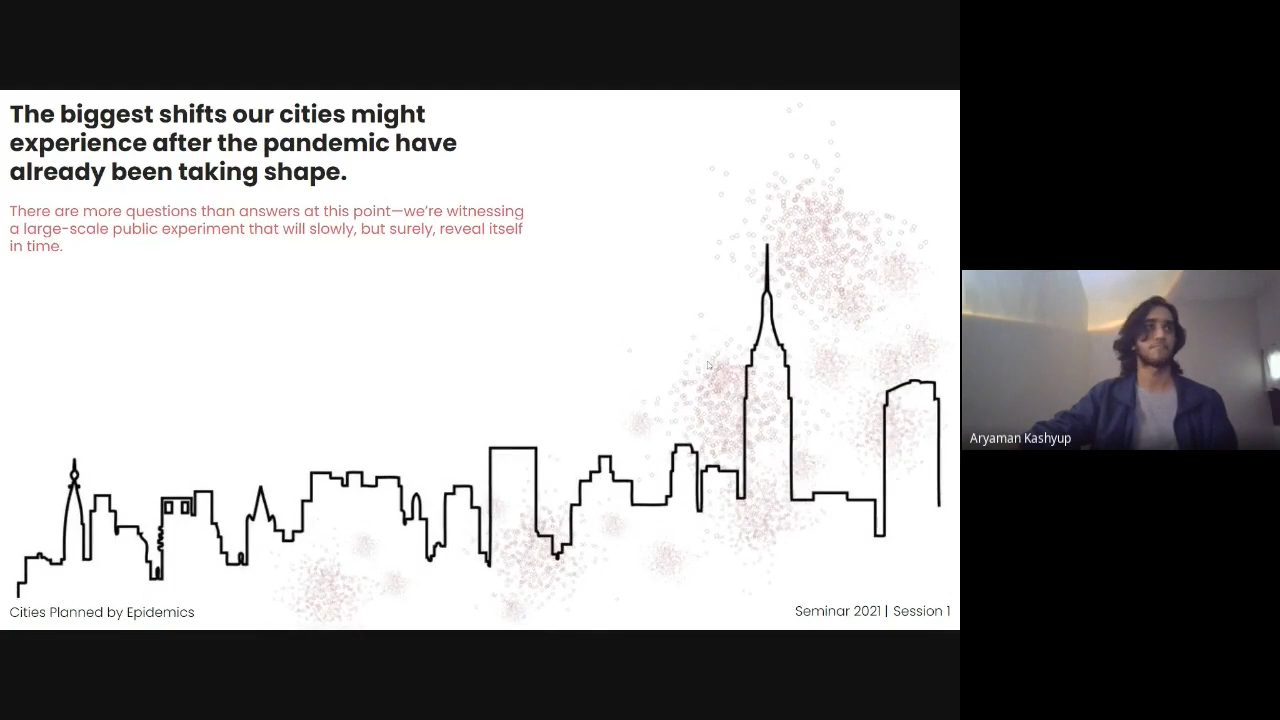 The biggest shifts our cities might
experience after the pandemic have
already been taking shape.
There are more questions than answers at this point—we’re witnessing
a large-scale public experiment that will slowly, but surely, reveal itself
in time.
Aryaman Kashyup
Cities Planned by Epidemics
Seminar 2021 | Session 1